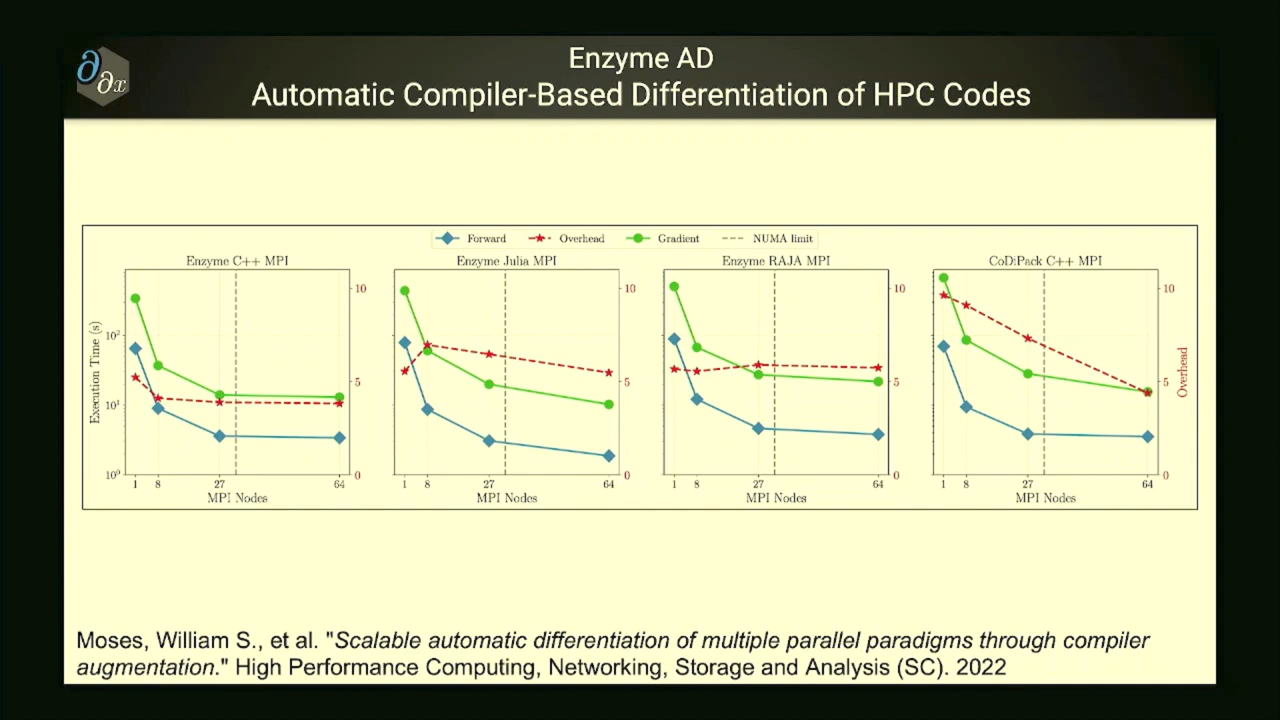 ∂
∂x
Enzyme AD
Automatic Compiler-Based Differentiation of HPC Codes
Forward Overhead Gradient NUMA limit
Enzyme C++ MPI
Enzyme Julia MPI
Enzyme RAJA MPI
CoDiPack C++ MPI
Execution Time (s)
10²
10¹
10⁰
10
5
0
10
5
0
10
5
0
10
5
0
Overhead
1 8 27 64
1 8 27 64
1 8 27 64
1 8 27 64
MPI Nodes
MPI Nodes
MPI Nodes
MPI Nodes
Moses, William S., et al. "Scalable automatic differentiation of multiple parallel paradigms through compiler
augmentation." High Performance Computing, Networking, Storage and Analysis (SC). 2022